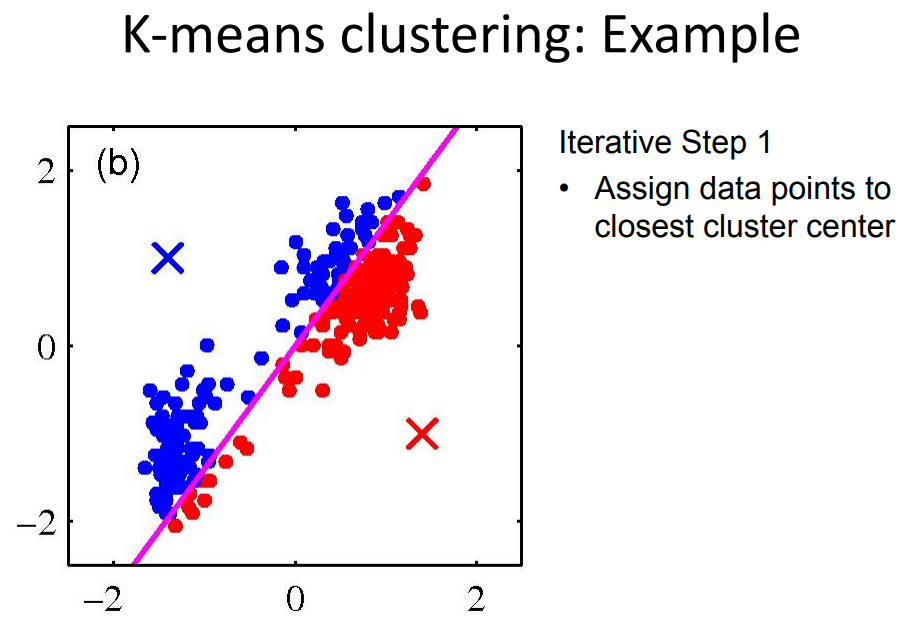 K-means clustering: Example
(b)
2
0
−2
−2
0
2
Iterative Step 1
• Assign data points to
closest cluster center